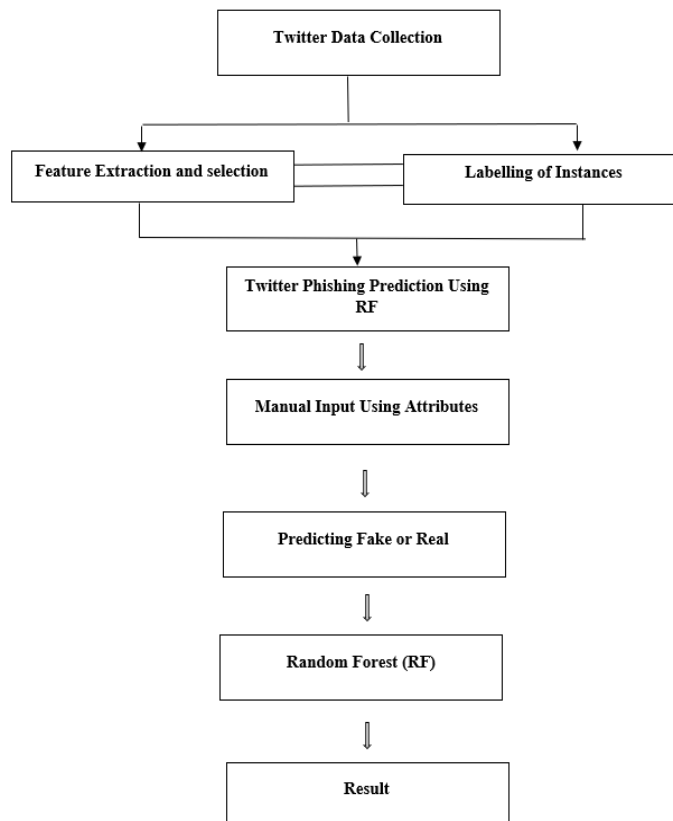 Twitter Data Collection
Feature Extraction and selection
Labelling of Instances
Twitter Phishing Prediction Using
RF
Manual Input Using Attributes
Predicting Fake or Real
Random Forest (RF)
Result